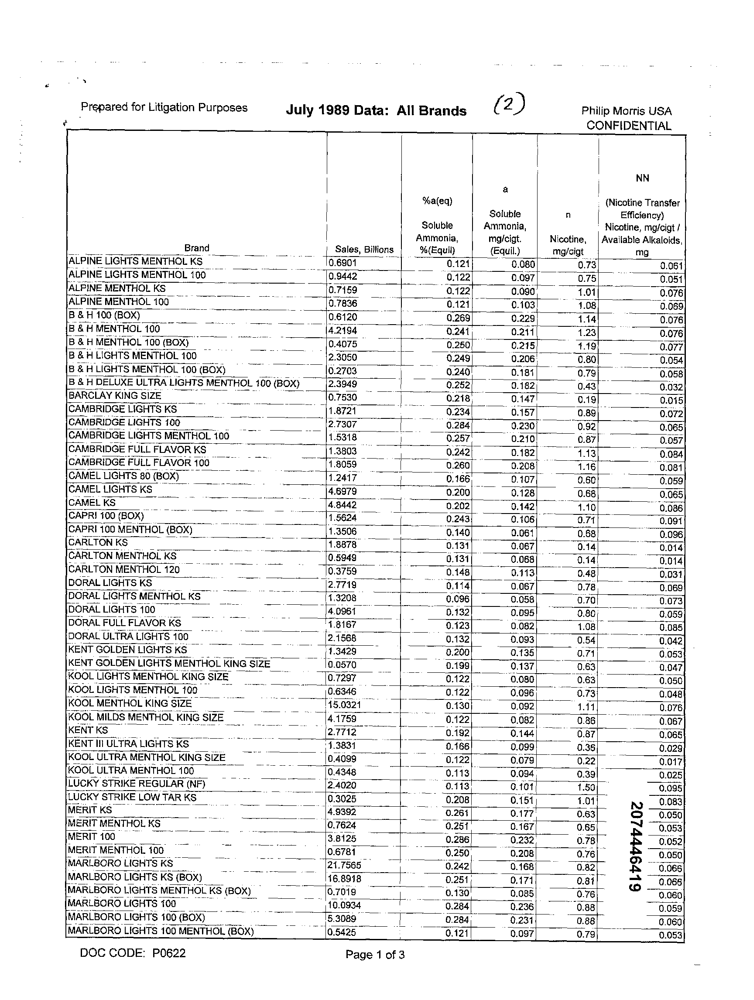 Prepared for Litigation Purposes July 1989 Data: All Brands (2) Philip Morris USA
CONFIDENTIAL
NN
a
%a(eq) (Nicotine Transfer
Soluble n Efficiency)
Soluble Ammonia, Nicotine, mg/cigt /
Ammonia, mg/cigt. Nicotine, Available Alkaloids,
Brand Sales, Billions %(Equil) (Equil.) mg/cigt mg
ALPINE LIGHTS MENTHOL KS 0.6901 0.121 0.080 0.73 0.061
ALPINE LIGHTS MENTHOL 100 0.9442 0.122 0.097 0.75 0.051
ALPINE MENTHOL KS 0.7159 0.122 0.090 1.01 0.076
ALPINE MENTHOL 100 0.7836 0.121 0.103 1.08 0.069
B & H 100 (BOX) 0.6120 0.269 0.229 1.14 0.076
B & H MENTHOL 100 4.2194 0.241 0.211 1.23 0.076
B & H MENTHOL 100 (BOX) 0.4075 0.250 0.215 1.19 0.077
B & H LIGHTS MENTHOL 100 2.3050 0.249 0.206 0.80 0.054
B & H LIGHTS MENTHOL 100 (BOX) 0.2703 0.240 0.181 0.79 0.058
B & H DELUXE ULTRA LIGHTS MENTHOL 100 (BOX) 2.3949 0.252 0.182 0.43 0.032
BARCLAY KING SIZE 0.7530 0.218 0.147 0.19 0.015
CAMBRIDGE LIGHTS KS 1.8721 0.234 0.157 0.89 0.072
CAMBRIDGE LIGHTS 100 2.7307 0.284 0.230 0.92 0.065
CAMBRIDGE LIGHTS MENTHOL 100 1.5318 0.257 0.210 0.87 0.057
CAMBRIDGE FULL FLAVOR KS 1.3803 0.242 0.182 1.13 0.084
CAMBRIDGE FULL FLAVOR 100 1.8059 0.260 0.208 1.16 0.081
CAMEL LIGHTS 80 (BOX) 1.2417 0.166 0.107 0.60 0.059
CAMEL LIGHTS KS 4.6979 0.200 0.128 0.68 0.065
CAMEL KS 4.8442 0.202 0.142 1.10 0.086
CAPRI 100 (BOX) 1.5624 0.243 0.106 0.71 0.091
CAPRI 100 MENTHOL (BOX) 1.3506 0.140 0.061 0.68 0.096
CARLTON KS 1.8878 0.131 0.067 0.14 0.014
CARLTON MENTHOL KS 0.5949 0.131 0.068 0.14 0.014
CARLTON MENTHOL 120 0.3759 0.148 0.113 0.48 0.031
DORAL LIGHTS KS 2.7719 0.114 0.067 0.78 0.069
DORAL LIGHTS MENTHOL KS 1.3208 0.096 0.058 0.70 0.073
DORAL LIGHTS 100 4.0961 0.132 0.095 0.80 0.059
DORAL FULL FLAVOR KS 1.8167 0.123 0.082 1.08 0.085
DORAL ULTRA LIGHTS 100 2.1568 0.132 0.093 0.54 0.042
KENT GOLDEN LIGHTS KS 1.3429 0.200 0.135 0.71 0.053
KENT GOLDEN LIGHTS MENTHOL KING SIZE 0.0570 0.199 0.137 0.63 0.047
KOOL LIGHTS MENTHOL KING SIZE 0.7297 0.122 0.080 0.63 0.050
KOOL LIGHTS MENTHOL 100 0.6346 0.122 0.096 0.73 0.048
KOOL MENTHOL KING SIZE 15.0321 0.130 0.092 1.11 0.076
KOOL MILDS MENTHOL KING SIZE 4.1759 0.122 0.082 0.86 0.067
KENT KS 2.7712 0.192 0.144 0.87 0.065
KENT III ULTRA LIGHTS KS 1.3831 0.166 0.099 0.35 0.029
KOOL ULTRA MENTHOL KING SIZE 0.4099 0.122 0.079 0.22 0.017
KOOL ULTRA MENTHOL 100 0.4348 0.113 0.094 0.39 0.025
LUCKY STRIKE REGULAR (NF) 2.4020 0.113 0.101 1.50 0.095
LUCKY STRIKE LOW TAR KS 0.3025 0.208 0.151 1.01 0.083
MERIT KS 4.9392 0.261 0.177 0.63 0.050
MERIT MENTHOL KS 0.7624 0.251 0.167 0.65 0.053
MERIT 100 3.8125 0.286 0.232 0.78 0.052
MERIT MENTHOL 100 0.6781 0.250 0.208 0.76 0.050
MARLBORO LIGHTS KS 21.7565 0.242 0.168 0.82 0.066
MARLBORO LIGHTS KS (BOX) 16.8918 0.251 0.171 0.81 0.066
MARLBORO LIGHTS MENTHOL KS (BOX) 0.7019 0.130 0.085 0.76 0.060
MARLBORO LIGHTS 100 10.0934 0.284 0.236 0.88 0.059
MARLBORO LIGHTS 100 (BOX) 5.3089 0.284 0.231 0.88 0.060
MARLBORO LIGHTS 100 MENTHOL (BOX) 0.5425 0.121 0.097 0.79 0.053
2074446419
DOC CODE: P0622 Page 1 of 3